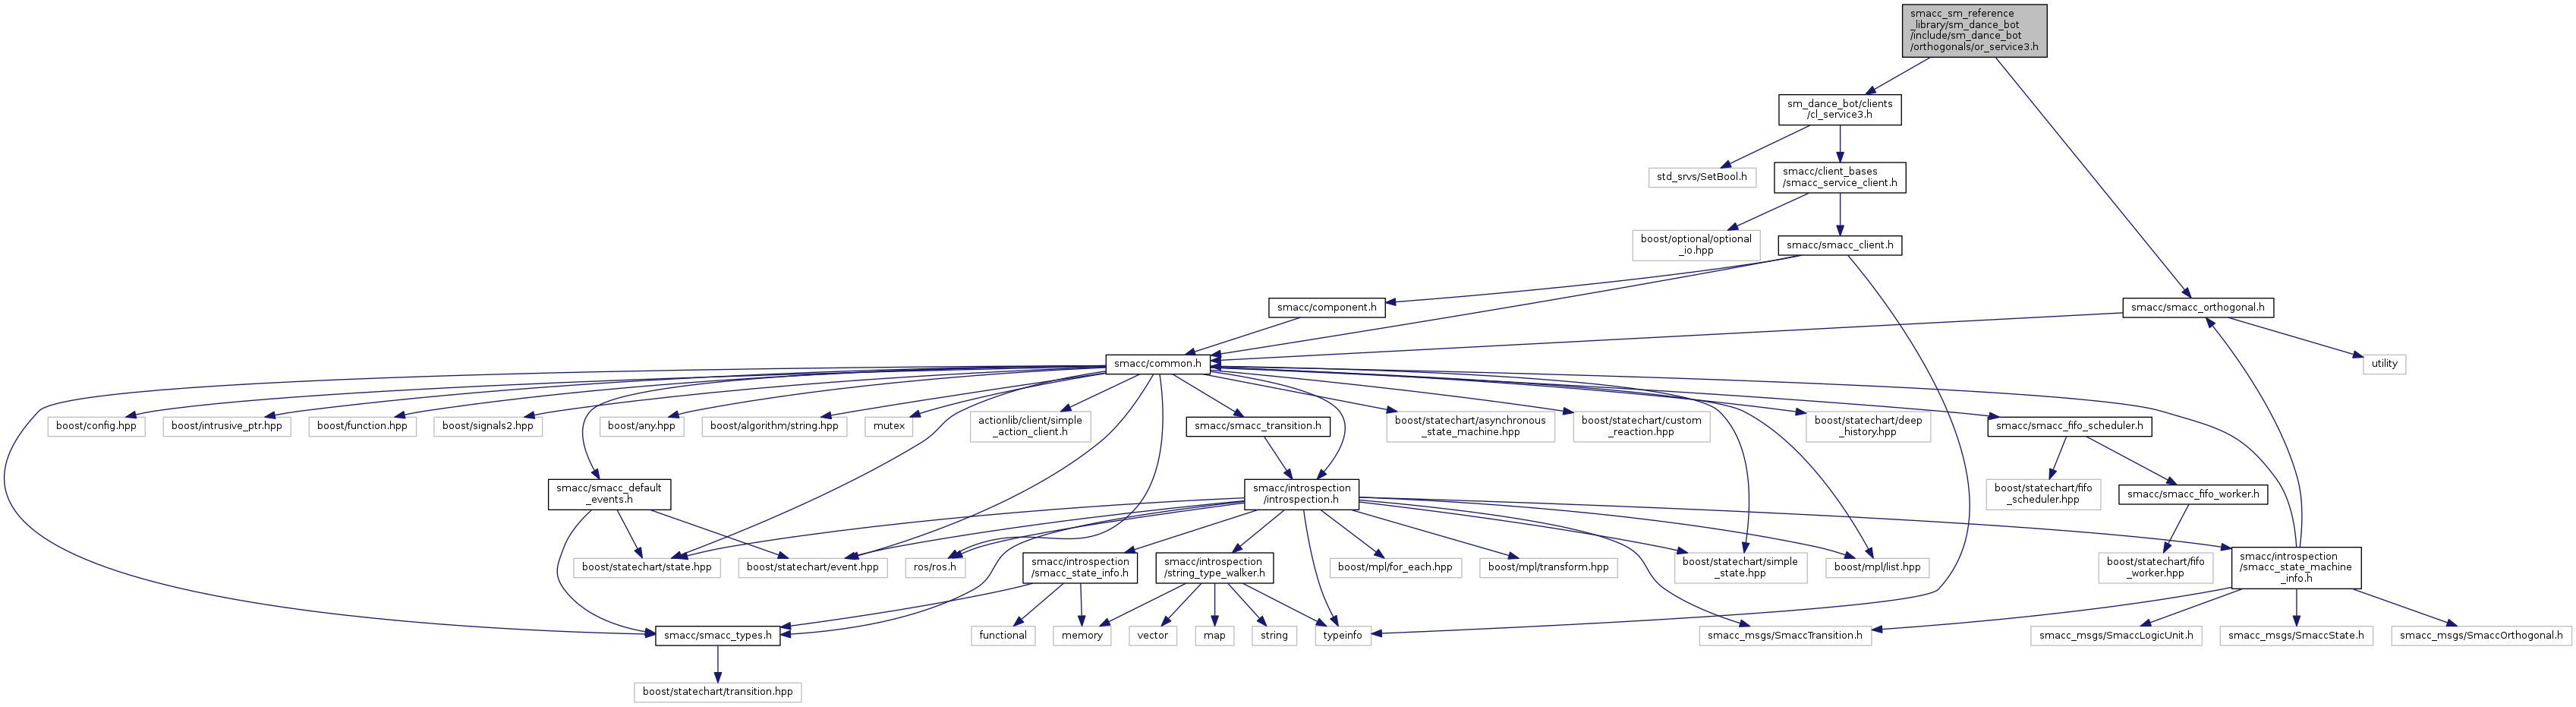 smacc_sm_reference
_library/sm_dance_bot
/include/sm_dance_bot
/orthogonals/or_service3.h
sm_dance_bot/clients
/cl_service3.h
std_srvs/SetBool.h
smacc/client_bases
/smacc_service_client.h
boost/optional/optional
_io.hpp
smacc/smacc_client.h
smacc/component.h
smacc/smacc_orthogonal.h
smacc/common.h
utility
boost/config.hpp
boost/intrusive_ptr.hpp
boost/function.hpp
boost/signals2.hpp
boost/any.hpp
boost/algorithm/string.hpp
mutex
actionlib/client/simple
_action_client.h
smacc/smacc_transition.h
boost/statechart/asynchronous
_state_machine.hpp
boost/statechart/custom
_reaction.hpp
boost/statechart/deep
_history.hpp
smacc/smacc_fifo_scheduler.h
smacc/smacc_default
_events.h
smacc/introspection
/introspection.h
boost/statechart/fifo
_scheduler.hpp
smacc/smacc_fifo_worker.h
boost/statechart/state.hpp
boost/statechart/event.hpp
ros/ros.h
smacc/introspection
/smacc_state_info.h
smacc/introspection
/string_type_walker.h
boost/mpl/for_each.hpp
boost/mpl/transform.hpp
boost/statechart/simple
_state.hpp
boost/mpl/list.hpp
boost/statechart/fifo
_worker.hpp
smacc/introspection
/smacc_state_machine
_info.h
smacc/smacc_types.h
functional
memory
vector
map
string
typeinfo
smacc_msgs/SmaccTransition.h
smacc_msgs/SmaccLogicUnit.h
smacc_msgs/SmaccState.h
smacc_msgs/SmaccOrthogonal.h
boost/statechart/transition.hpp